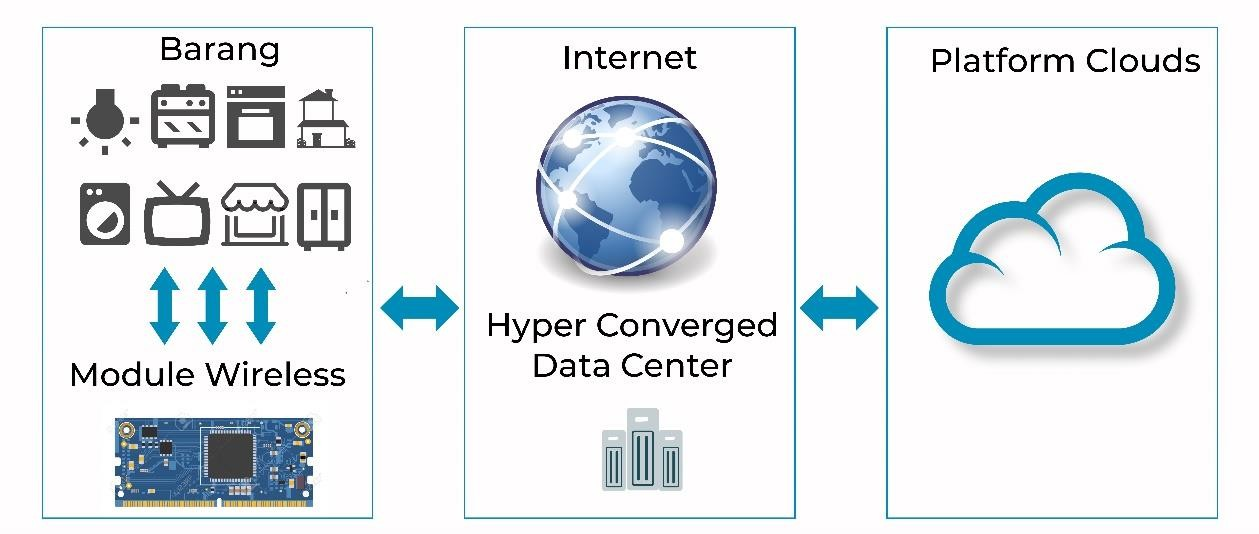 Barang
Module Wireless
Internet
Hyper Converged
Data Center
Platform Clouds